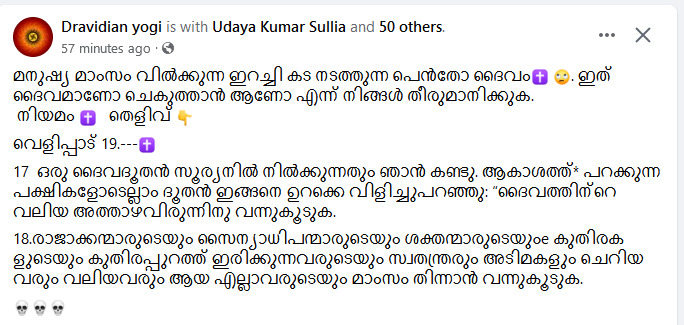 Dravidian yogi is with Udaya Kumar Sullia and 50 others.
57 minutes ago ·
മനുഷ്യ മാംസം വിൽക്കുന്ന ഇറച്ചി കട നടത്തുന്ന പെൻതോ ദൈവം✝️ 🙄. ഇത്
ദൈവമാണോ ചെകുത്താൻ ആണോ എന്ന് നിങ്ങൾ തീരുമാനിക്കുക.
നിയമം ✝️ തെളിവ് 👇
വെളിപ്പാട് 19.---✝️
17 ഒരു ദൈവദൂതൻ സൂര്യനിൽ നിൽക്കുന്നതും ഞാൻ കണ്ടു. ആകാശത്ത്* പറക്കുന്ന
പക്ഷികളോടെല്ലാം ദൂതൻ ഇങ്ങനെ ഉറക്കെ വിളിച്ചുപറഞ്ഞു: “ദൈവത്തിന്റെ
വലിയ അത്താഴവിരുന്നിനു വന്നുകൂടുക.
18.രാജാക്കന്മാരുടെയും സൈന്യാധിപന്മാരുടെയും ശക്തന്മാരുടെയുംe കുതിരക
ളുടെയും കുതിരപ്പുറത്ത് ഇരിക്കുന്നവരുടെയും സ്വതന്ത്രരും അടിമകളും ചെറിയ
വരും വലിയവരും ആയ എല്ലാവരുടെയും മാംസം തിന്നാൻ വന്നുകൂടുക.
💀💀💀